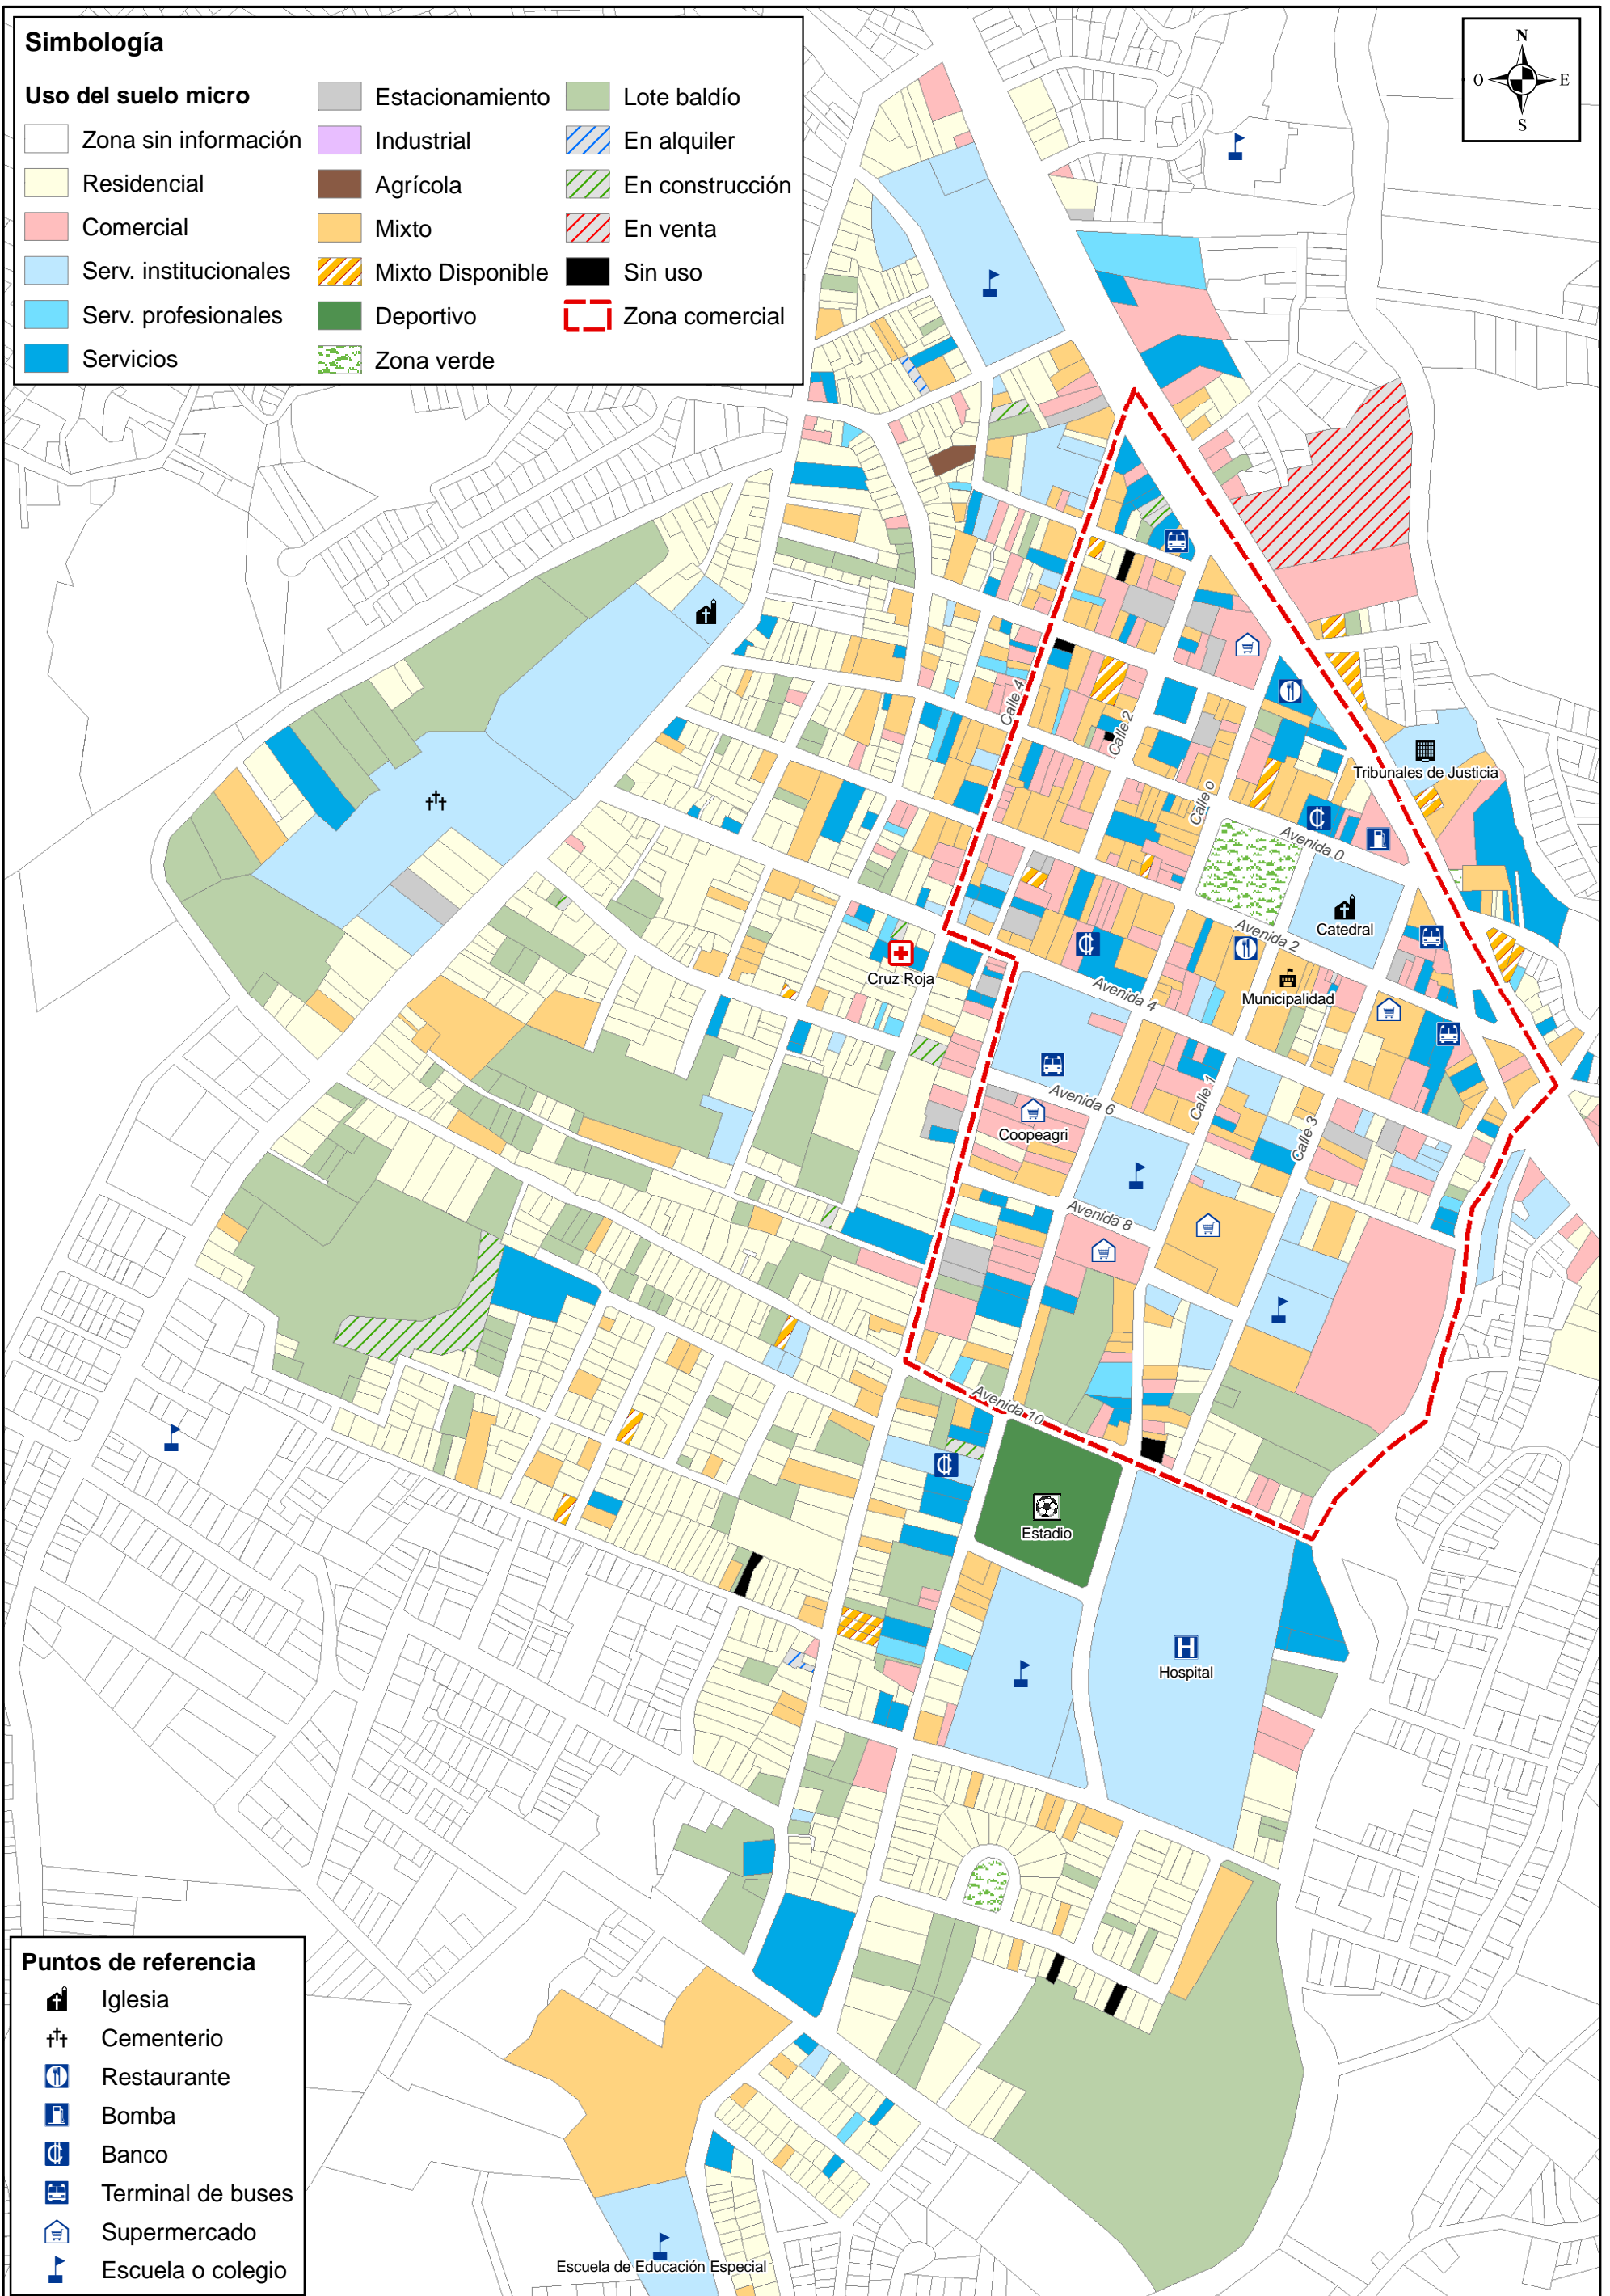 Simbología
Uso del suelo micro
Zona sin información
Residencial
Comercial
Serv. institucionales
Serv. profesionales
Servicios
Estacionamiento
Industrial
Agrícola
Mixto
Mixto Disponible
Deportivo
Zona verde
Lote baldío
En alquiler
En construcción
En venta
Sin uso
Zona comercial
N
O
E
S
Calle 4
Calle 2
Calle 0
Tribunales de Justicia
Avenida 0
Catedral
Avenida 2
Cruz Roja
Municipalidad
Avenida 4
Avenida 6
Calle 1
Coopeagri
Calle 3
Avenida 8
Avenida 10
Estadio
H
Hospital
Puntos de referencia
Iglesia
Cementerio
Restaurante
Bomba
Banco
Terminal de buses
Supermercado
Escuela o colegio
Escuela de Educación Especial